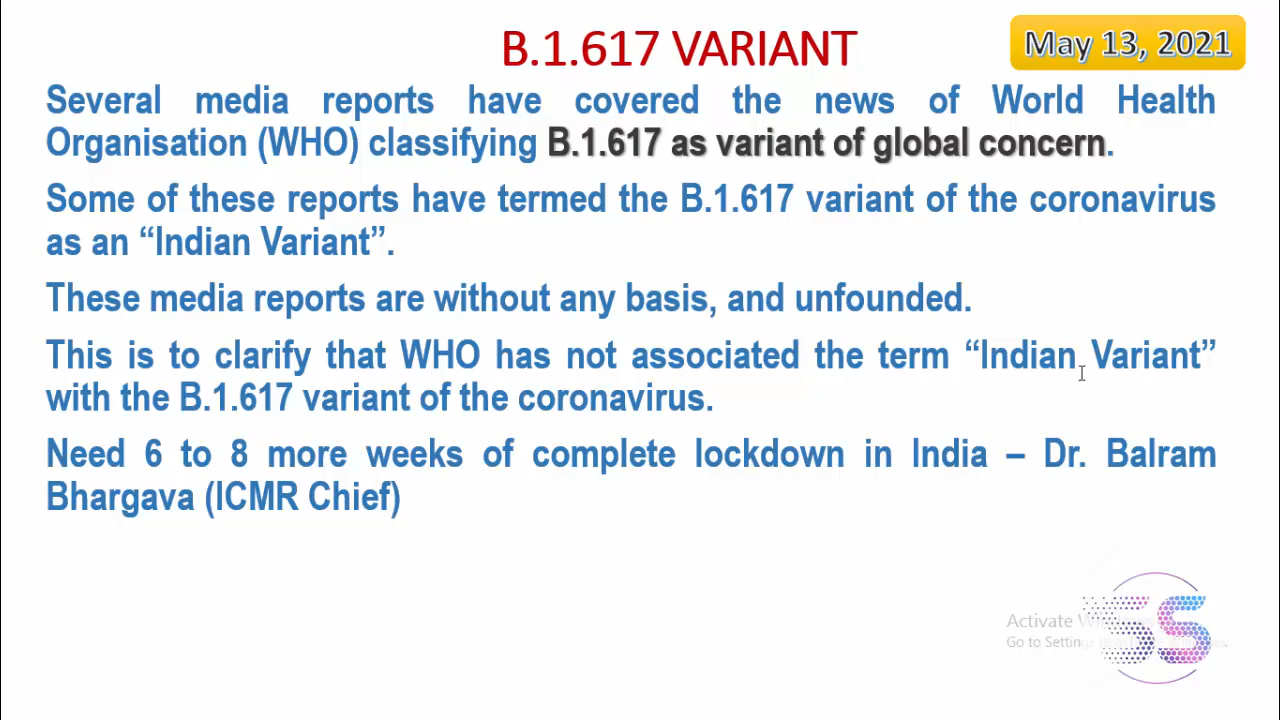 B.1.617 VARIANT
May 13, 2021
Several media reports have covered the news of World Health
Organisation (WHO) classifying B.1.617 as variant of global concern.
Some of these reports have termed the B.1.617 variant of the coronavirus
as an “Indian Variant”.
These media reports are without any basis, and unfounded.
This is to clarify that WHO has not associated the term “Indian Variant”
with the B.1.617 variant of the coronavirus.
Need 6 to 8 more weeks of complete lockdown in India – Dr. Balram
Bhargava (ICMR Chief)
Activate
Go to